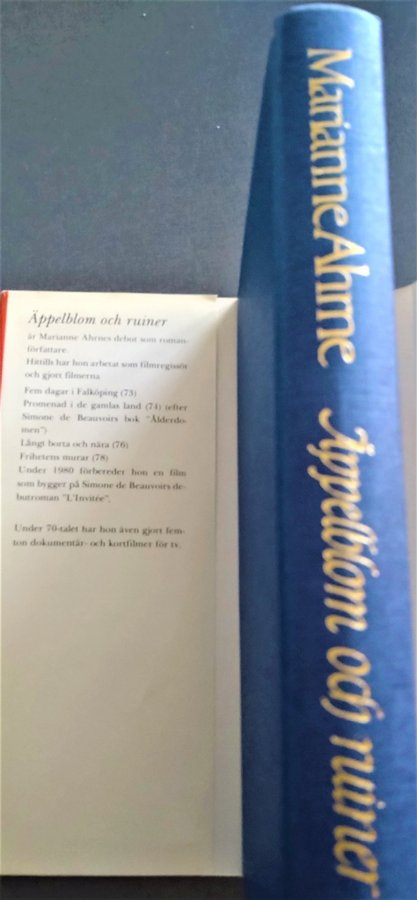 Äppelblom och ruiner
är Marianne Ahrnes debut som roman-
författare.
Hittills har hon arbetat som filmregissör
och gjort filmerna
Fem dagar i Falköping (73)
Promenad i de gamlas land (74) (efter
Simone de Beauvoirs bok "Ålderdo-
men")
Långt borta och nära (76)
Frihetens murar (78)
Under 1980 förbereder hon en film
som bygger på Simone de Beauvoirs de-
butroman "L'Invitée".
Under 70-talet har hon även gjort fem-
ton dokumentär- och kortfilmer för tv.
Marianne Ahrne Äppelblom och ruiner